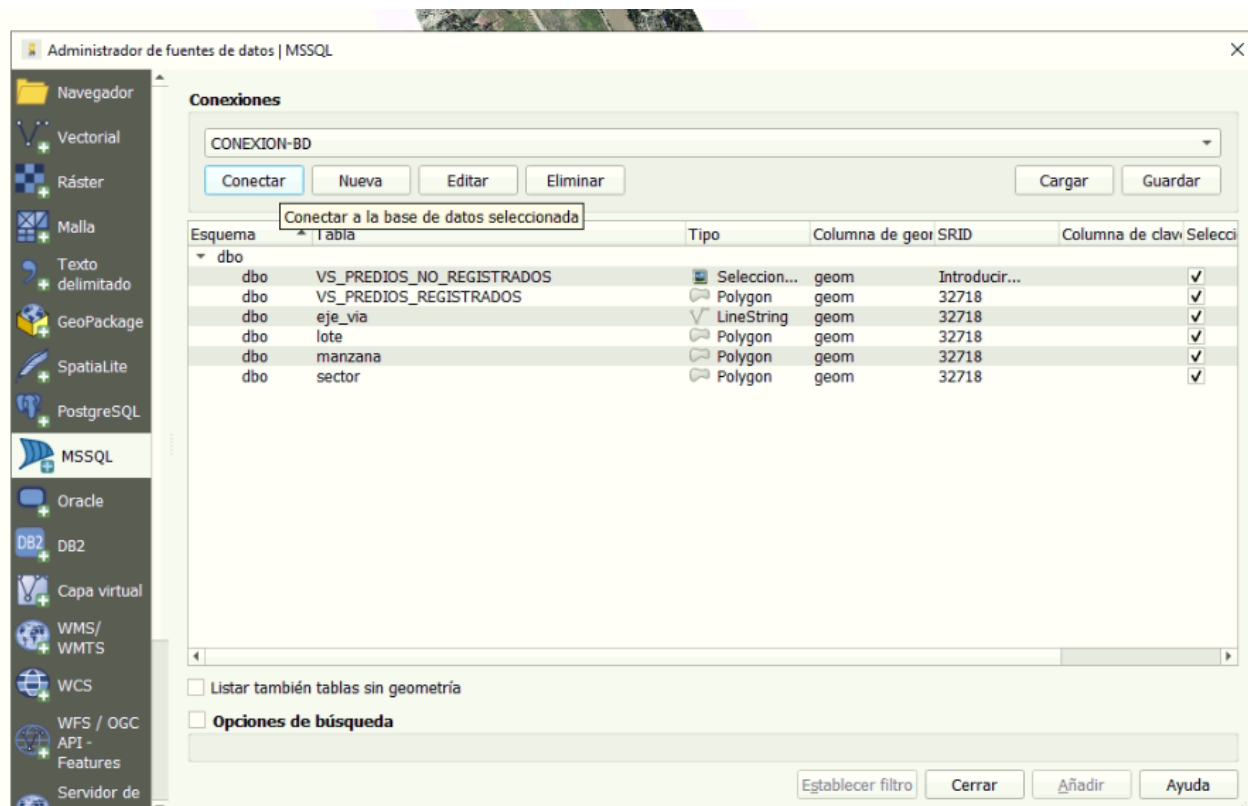 Administrador de fuentes de datos | MSSQL
Navegador
Vectorial
Ráster
Malla
Texto
delimitado
GeoPackage
SpatiaLite
PostgreSQL
MSSQL
Oracle
DB2
DB2
Capa virtual
WMS/
WMTS
WCS
WFS / OGC
API -
Features
Servidor de
Conexiones
CONEXION-BD
Conectar Nueva Editar Eliminar Cargar Guardar
Conectar a la base de datos seleccionada
Esquema Tabla Tipo Columna de geor SRID Columna de clav Selecci
dbo
dbo VS_PREDIOS_NO_REGISTRADOS Seleccion... geom Introducir...
dbo VS_PREDIOS_REGISTRADOS Polygon geom 32718
dbo eje_via LineString geom 32718
dbo lote Polygon geom 32718
dbo manzana Polygon geom 32718
dbo sector Polygon geom 32718
Listar también tablas sin geometría
Opciones de búsqueda
Establecer filtro Cerrar Añadir Ayuda